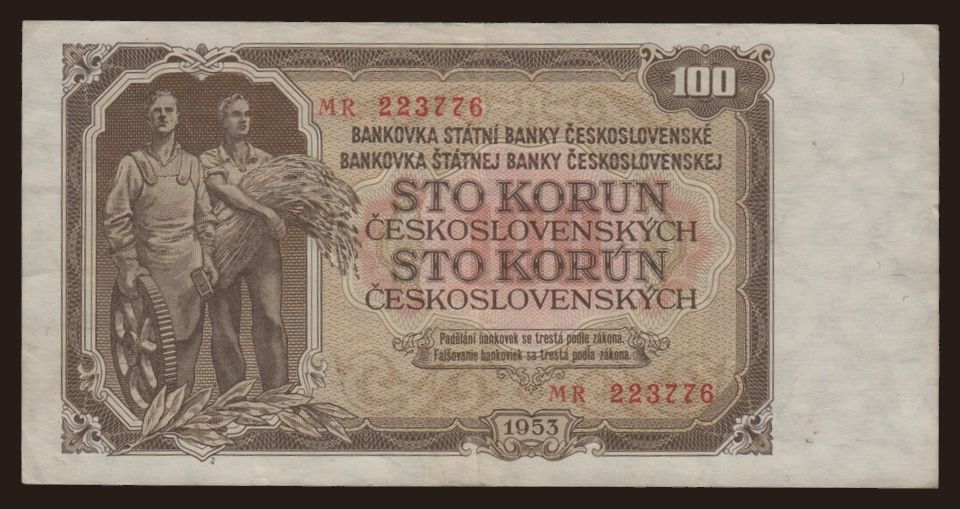 100
MR 223776
BANKOVKA STÁTNÍ BANKY ČESKOSLOVENSKÉ
BANKOVKA ŠTÁTNEJ BANKY ČESKOSLOVENSKEJ
STO KORUN
ČESKOSLOVENSKÝCH
STO KORÚN
ČESKOSLOVENSKÝCH
Padělání bankovek se trestá podle zákona.
Falšovanie bankoviek sa trestá podľa zákona.
MR 223776
1953